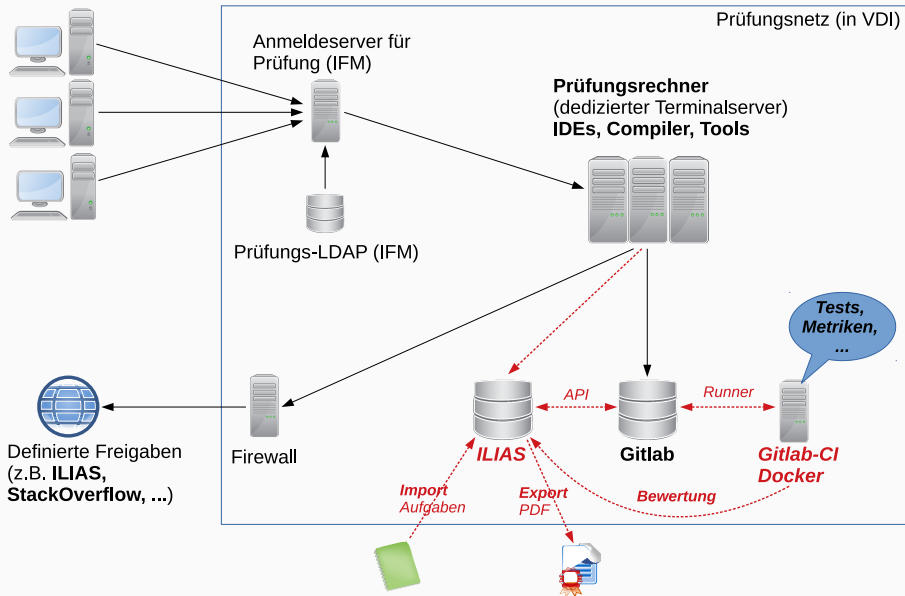 Prüfungsnetz (in VDI)
Anmeldeserver für
Prüfung (IFM)
Prüfungsrechner
(dedizierter Terminalserver)
IDEs, Compiler, Tools
Prüfungs-LDAP (IFM)
Tests,
Metriken,
...
API
Runner
Definierte Freigaben
(z.B. ILIAS,
StackOverflow, ...)
Firewall
ILIAS
Gitlab
Gitlab-CI
Docker
Import
Aufgaben
Export
PDF
Bewertung